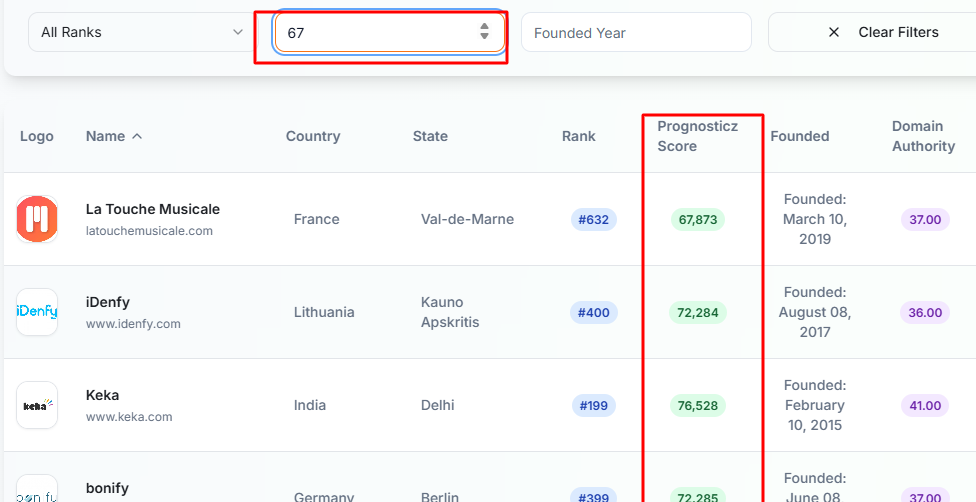 All Ranks
67
Founded Year
Clear Filters
Logo Name Country State Rank Prognosticz Score Founded Domain Authority
La Touche Musicale
latouchemusicale.com
France
Val-de-Marne
#632
67,873
Founded:
March 10,
2019
37.00
iDenfy
iDenfy
www.idenfy.com
Lithuania
Kauno
Apskritis
#400
72,284
Founded:
August 08,
2017
36.00
keka
Keka
www.keka.com
India
Delhi
#199
76,528
Founded:
February
10, 2015
41.00
bonify
Germany
Berlin
#399
72,285
Founded:
June 08
37.00